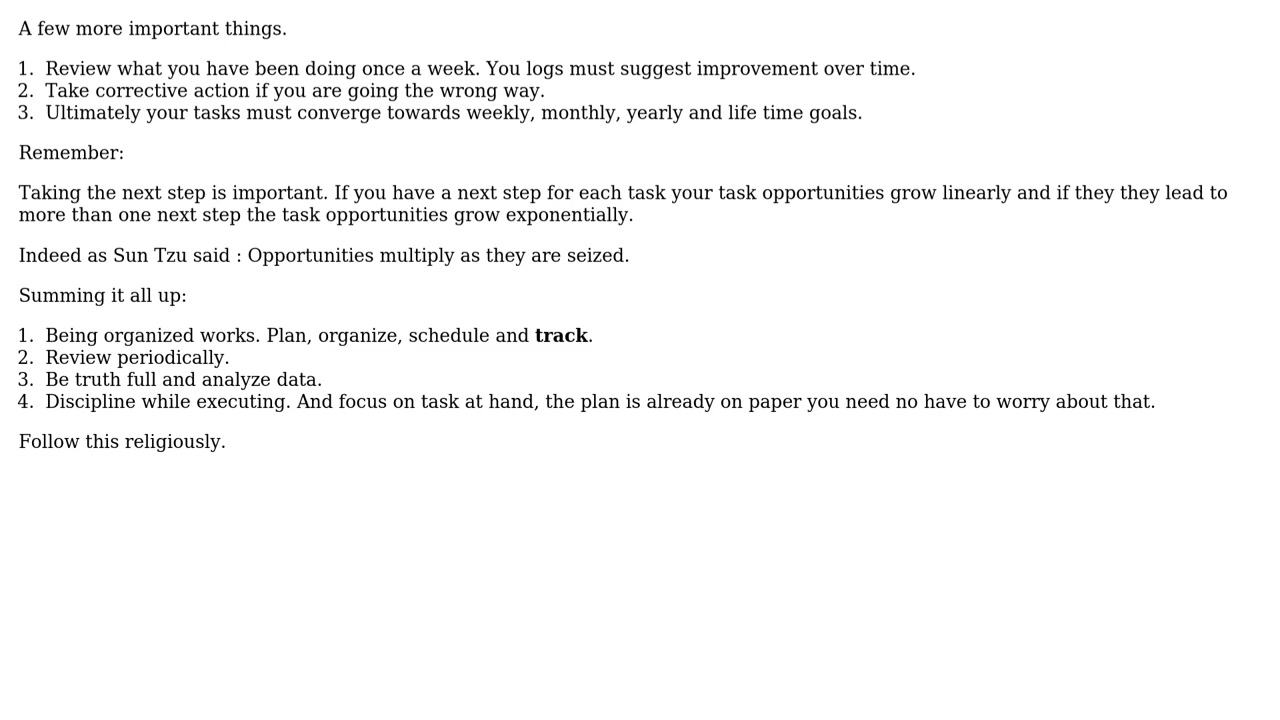 A few more important things.
1. Review what you have been doing once a week. You logs must suggest improvement over time.
2. Take corrective action if you are going the wrong way.
3. Ultimately your tasks must converge towards weekly, monthly, yearly and life time goals.
Remember:
Taking the next step is important. If you have a next step for each task your task opportunities grow linearly and if they they lead to
more than one next step the task opportunities grow exponentially.
Indeed as Sun Tzu said : Opportunities multiply as they are seized.
Summing it all up:
1. Being organized works. Plan, organize, schedule and track.
2. Review periodically.
3. Be truth full and analyze data.
4. Discipline while executing. And focus on task at hand, the plan is already on paper you need no have to worry about that.
Follow this religiously.